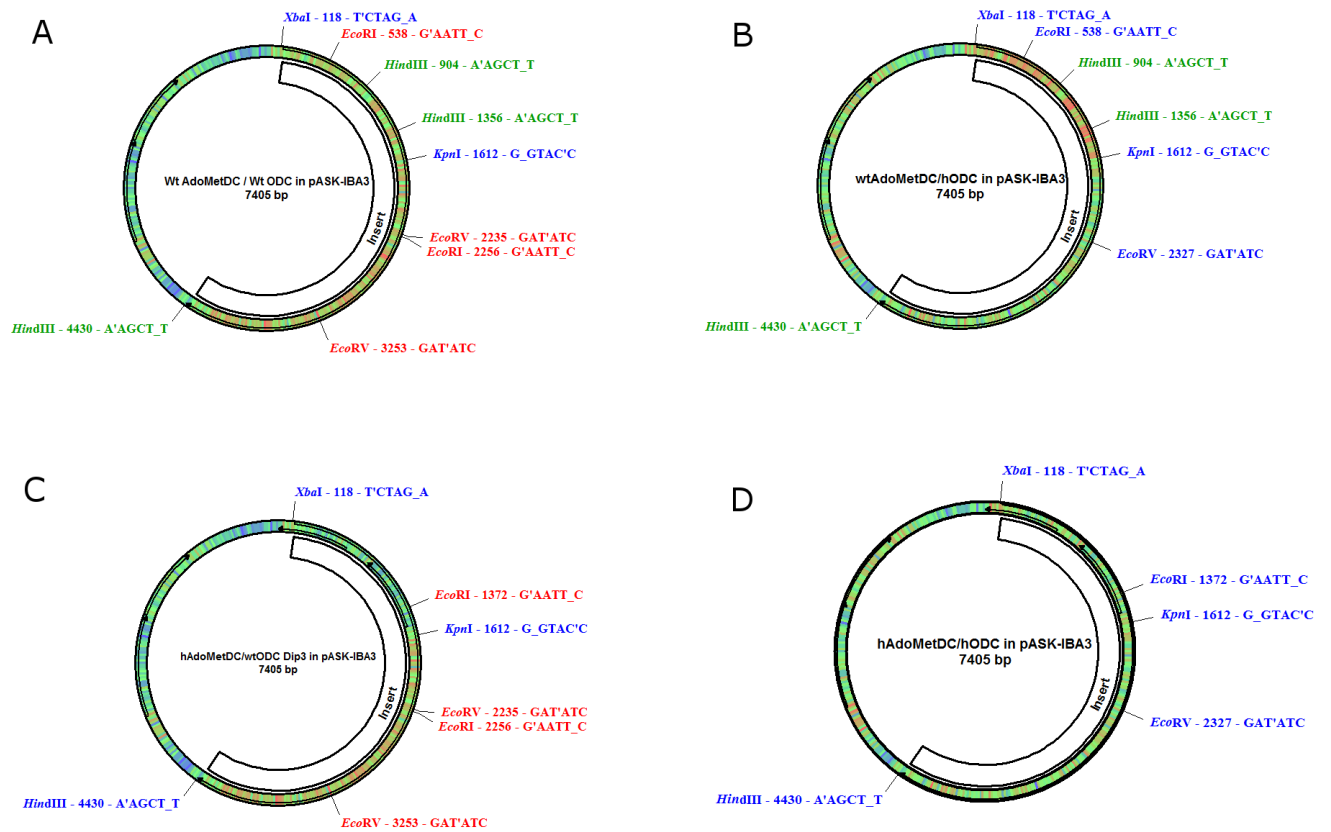 A
XbaI - 118 - T'CTAG_A
EcoRI - 538 - G'AATT_C
HindIII - 904 - A'AGCT_T
HindIII - 1356 - A'AGCT_T
KpnI - 1612 - G_GTAC'C
Wt AdoMetDC / Wt ODC in pASK-IBA3
7405 bp
Insert
EcoRV - 2235 - GAT'ATC
EcoRI - 2256 - G'AATT_C
HindIII - 4430 - A'AGCT_T
EcoRV - 3253 - GAT'ATC
B
XbaI - 118 - T'CTAG_A
EcoRI - 538 - G'AATT_C
HindIII - 904 - A'AGCT_T
HindIII - 1356 - A'AGCT_T
KpnI - 1612 - G_GTAC'C
wtAdoMetDC/hODC in pASK-IBA3
7405 bp
Insert
EcoRV - 2327 - GAT'ATC
HindIII - 4430 - A'AGCT_T
C
XbaI - 118 - T'CTAG_A
EcoRI - 1372 - G'AATT_C
KpnI - 1612 - G_GTAC'C
hAdoMetDC/wtODC Dip3 in pASK-IBA3
7405 bp
Insert
EcoRV - 2235 - GAT'ATC
EcoRI - 2256 - G'AATT_C
HindIII - 4430 - A'AGCT_T
EcoRV - 3253 - GAT'ATC
D
XbaI - 118 - T'CTAG_A
EcoRI - 1372 - G'AATT_C
KpnI - 1612 - G_GTAC'C
hAdoMetDC/hODC in pASK-IBA3
7405 bp
Insert
EcoRV - 2327 - GAT'ATC
HindIII - 4430 - A'AGCT_T